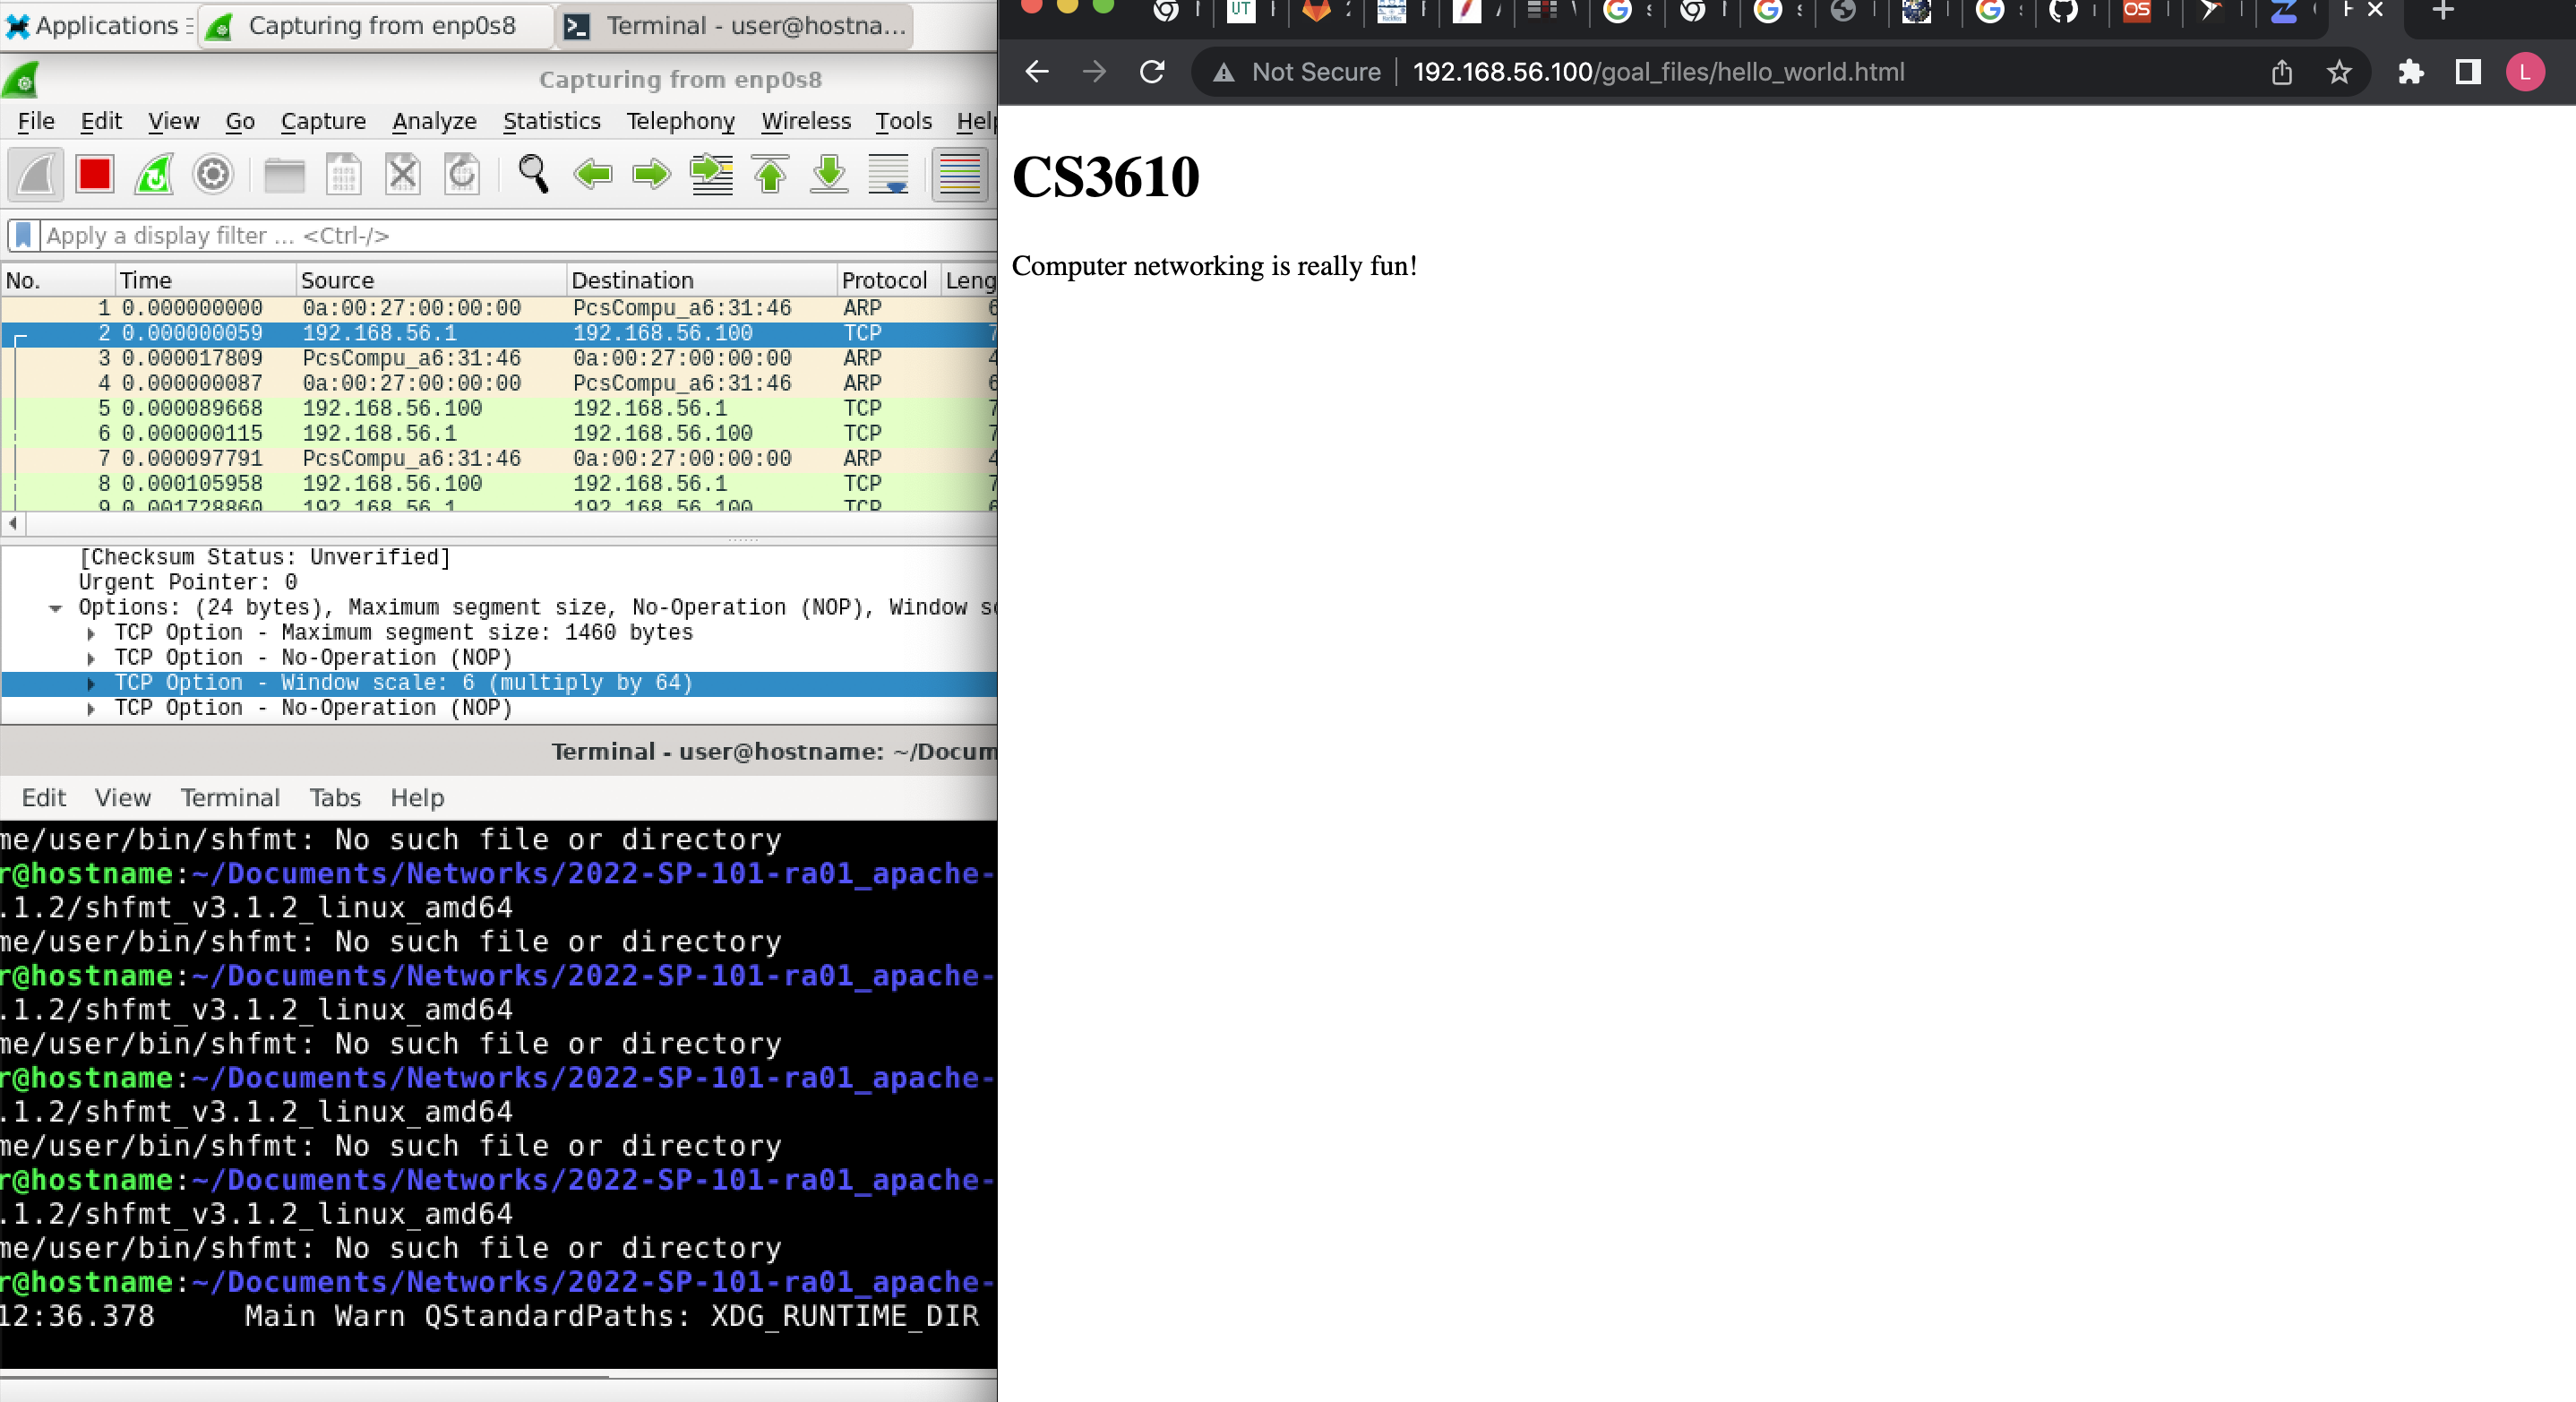 Applications
Capturing from enp0s8
Terminal - user@hostna...
Capturing from enp0s8
File Edit View Go Capture Analyze Statistics Telephony Wireless Tools Help
Apply a display filter ... <Ctrl-/>
No. Time Source Destination Protocol Leng
1 0.000000000 0a:00:27:00:00:00 PcsCompu_a6:31:46 ARP 6
2 0.000000059 192.168.56.1 192.168.56.100 TCP 7
3 0.000017809 PcsCompu_a6:31:46 0a:00:27:00:00:00 ARP 4
4 0.000000087 0a:00:27:00:00:00 PcsCompu_a6:31:46 ARP 6
5 0.000089668 192.168.56.100 192.168.56.1 TCP 7
6 0.000000115 192.168.56.1 192.168.56.100 TCP 7
7 0.000097791 PcsCompu_a6:31:46 0a:00:27:00:00:00 ARP 4
8 0.000105958 192.168.56.100 192.168.56.1 TCP 7
9 0.001728860 192.168.56.1 192.168.56.100 TCP 6
[Checksum Status: Unverified]
Urgent Pointer: 0
Options: (24 bytes), Maximum segment size, No-Operation (NOP), Window sc
TCP Option - Maximum segment size: 1460 bytes
TCP Option - No-Operation (NOP)
TCP Option - Window scale: 6 (multiply by 64)
TCP Option - No-Operation (NOP)
Terminal - user@hostname: ~/Docum
Edit View Terminal Tabs Help
me/user/bin/shfmt: No such file or directory
r@hostname:~/Documents/Networks/2022-SP-101-ra01_apache-
.1.2/shfmt_v3.1.2_linux_amd64
me/user/bin/shfmt: No such file or directory
r@hostname:~/Documents/Networks/2022-SP-101-ra01_apache-
.1.2/shfmt_v3.1.2_linux_amd64
me/user/bin/shfmt: No such file or directory
r@hostname:~/Documents/Networks/2022-SP-101-ra01_apache-
.1.2/shfmt_v3.1.2_linux_amd64
me/user/bin/shfmt: No such file or directory
r@hostname:~/Documents/Networks/2022-SP-101-ra01_apache-
.1.2/shfmt_v3.1.2_linux_amd64
me/user/bin/shfmt: No such file or directory
r@hostname:~/Documents/Networks/2022-SP-101-ra01_apache-
12:36.378 Main Warn QStandardPaths: XDG_RUNTIME_DIR
UT
OS
Not Secure 192.168.56.100/goal_files/hello_world.html
L
CS3610
Computer networking is really fun!